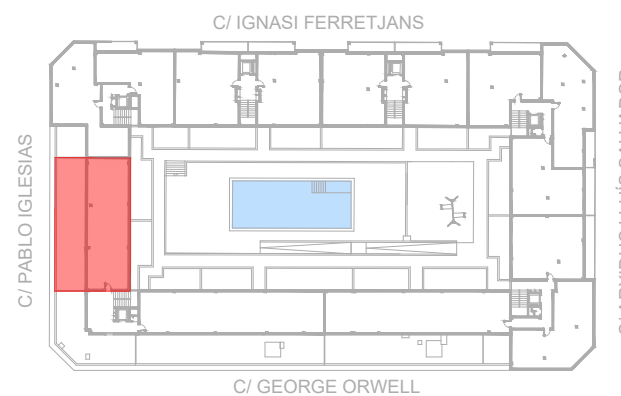 C/ IGNASI FERRETJANS
C/ PABLO IGLESIAS
C/ GEORGE ORWELL